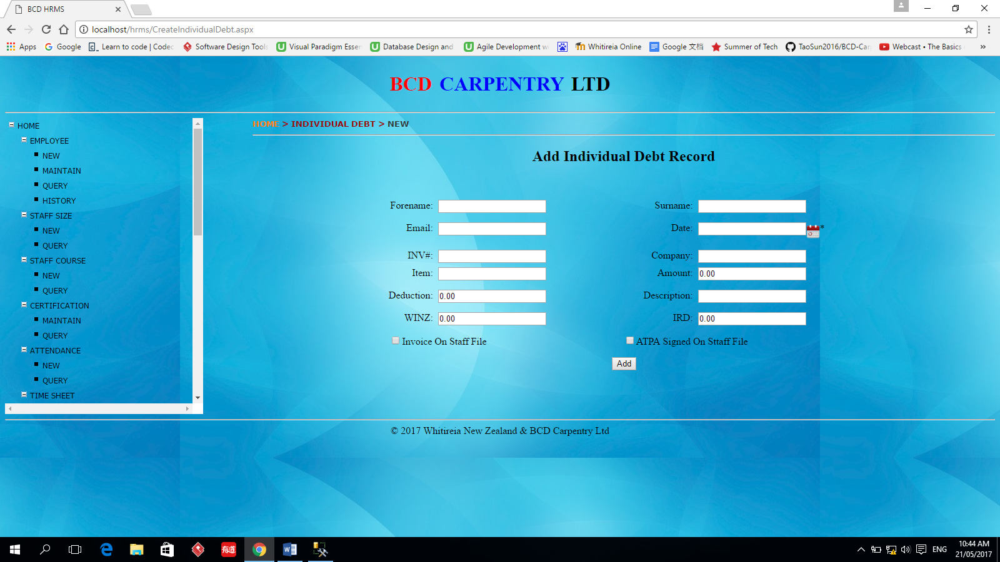 BCD HRMS
localhost/hrms/CreateIndividualDebt.aspx
Apps Google Learn to code | Codec Software Design Tools Visual Paradigm Essen Database Design and Agile Development w Whitireia Online Google 文档 Summer of Tech TaoSun2016/BCD-Car Webcast • The Basics »
BCD CARPENTRY LTD
HOME > INDIVIDUAL DEBT > NEW
HOME
EMPLOYEE
NEW
MAINTAIN
QUERY
HISTORY
STAFF SIZE
NEW
QUERY
STAFF COURSE
NEW
QUERY
CERTIFICATION
MAINTAIN
QUERY
ATTENDANCE
NEW
QUERY
TIME SHEET
Add Individual Debt Record
Forename: Surname:
Email: Date: *
INV#: Company:
Item: Amount: 0.00
Deduction: 0.00 Description:
WINZ: 0.00 IRD: 0.00
Invoice On Staff File ATPA Signed On Sttaff File
Add
© 2017 Whitireia New Zealand & BCD Carpentry Ltd
有道
ENG
10:44 AM
21/05/2017